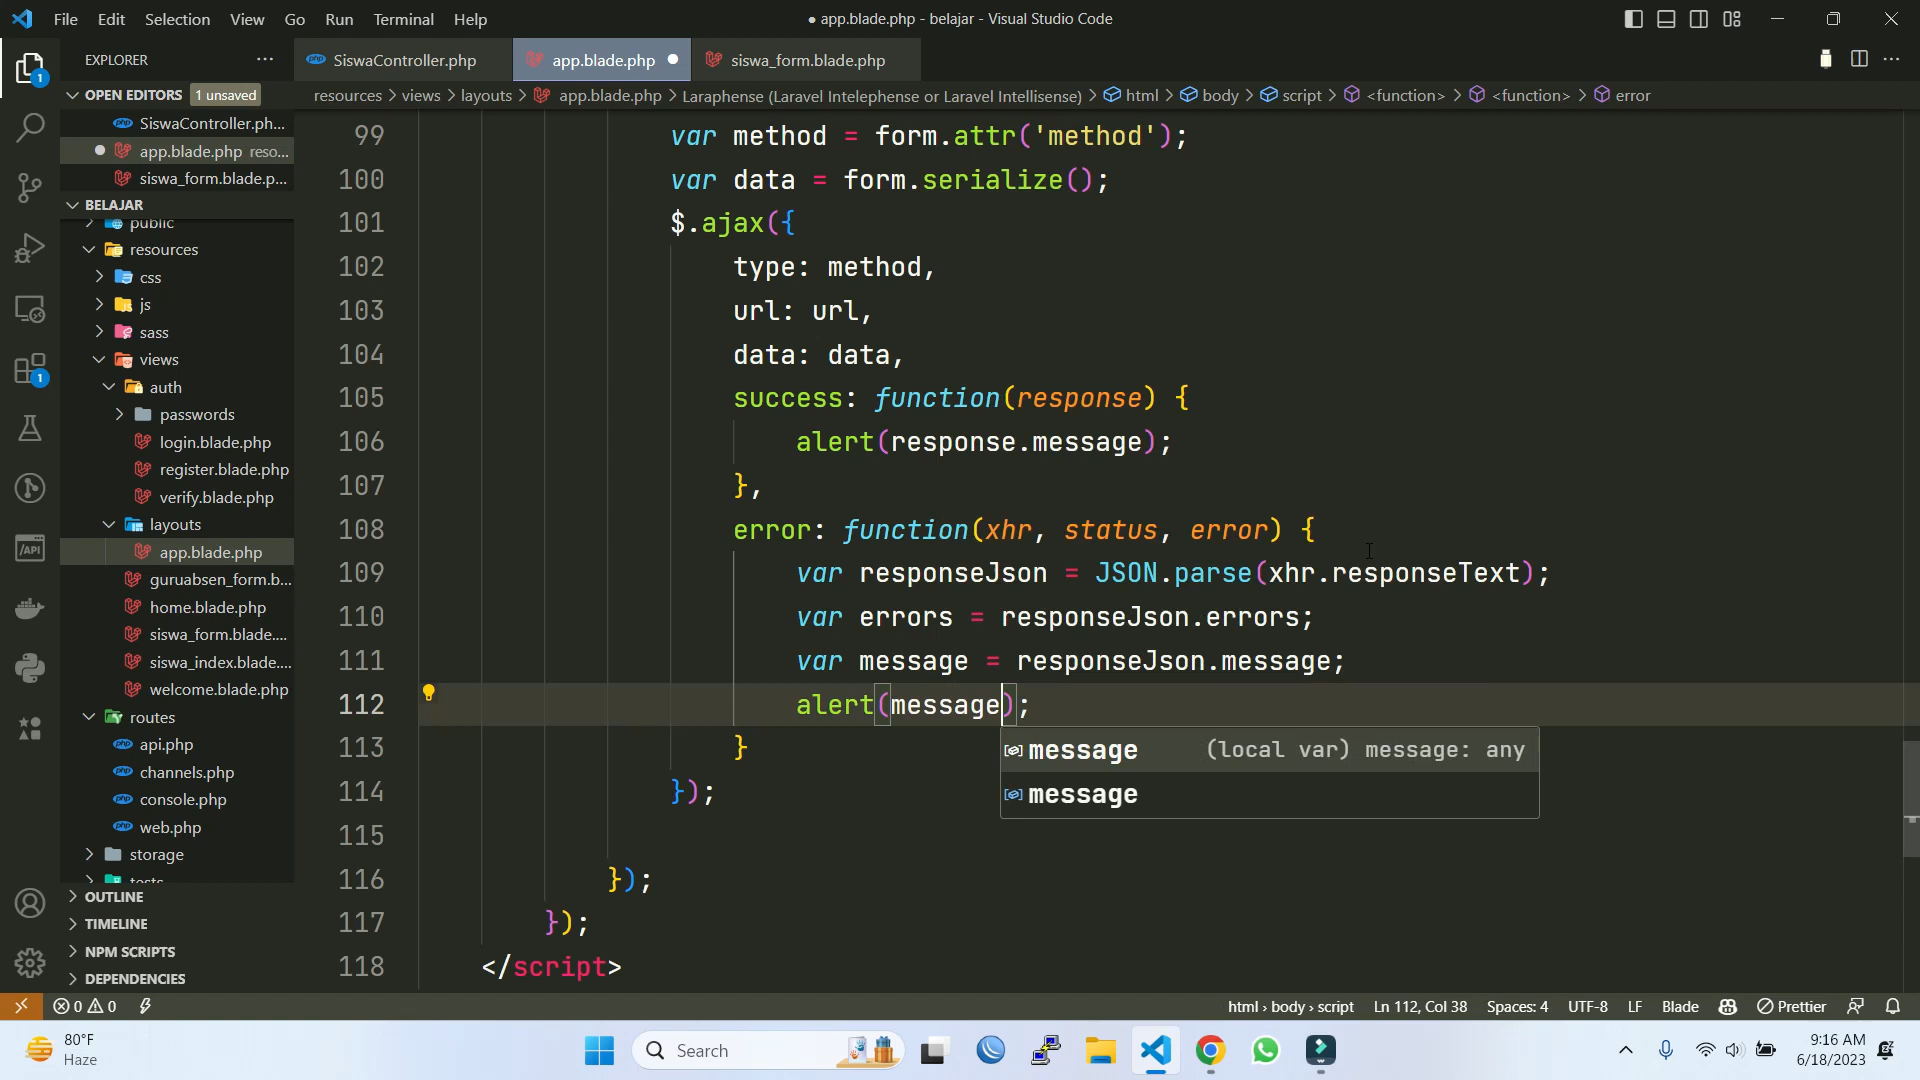 File Edit Selection View Go Run Terminal Help
● app.blade.php - belajar - Visual Studio Code
EXPLORER
SiswaController.php
app.blade.php
siswa_form.blade.php
OPEN EDITORS 1 unsaved
resources > views > layouts > app.blade.php > Laraphense (Laravel Intelephense or Laravel Intellisense) > html > body > script > <function> > <function> > error
SiswaController.ph...
app.blade.php reso...
siswa_form.blade.p...
BELAJAR
public
resources
css
js
sass
views
auth
passwords
login.blade.php
register.blade.php
verify.blade.php
layouts
app.blade.php
guruabsen_form.b...
home.blade.php
siswa_form.blade....
siswa_index.blade....
welcome.blade.php
routes
api.php
channels.php
console.php
web.php
storage
tests
OUTLINE
TIMELINE
NPM SCRIPTS
DEPENDENCIES
99 var method = form.attr('method');
100 var data = form.serialize();
101 $.ajax({
102 type: method,
103 url: url,
104 data: data,
105 success: function(response) {
106 alert(response.message);
107 },
108 error: function(xhr, status, error) {
109 var responseJson = JSON.parse(xhr.responseText);
110 var errors = responseJson.errors;
111 var message = responseJson.message;
112 alert(message);
113 }
message (local var) message: any
message
114 });
115
116 });
117 });
118 </script>
0 0
html › body › script
Ln 112, Col 38
Spaces: 4
UTF-8
LF
Blade
Prettier
80°F
Haze
Search
9:16 AM
6/18/2023
1
1
API